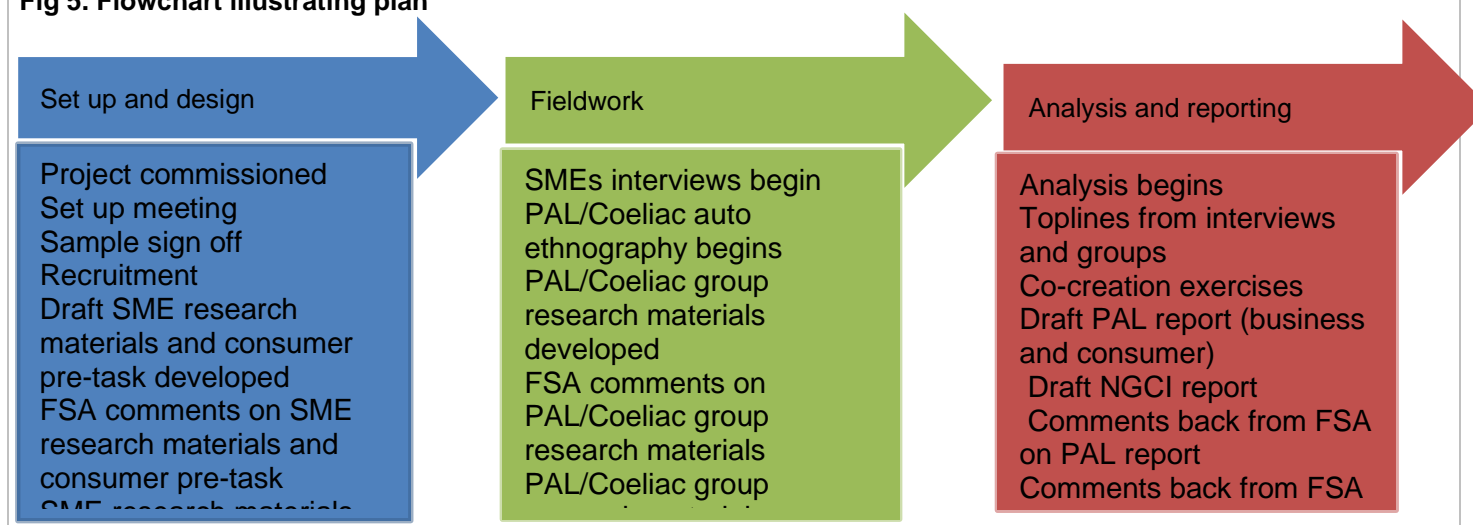 Fig 5. Flowchart illustrating plan
Set up and design
Project commissioned
Set up meeting
Sample sign off
Recruitment
Draft SME research
materials and consumer
pre-task developed
FSA comments on SME
research materials and
consumer pre-task
SME research materials
Fieldwork
SMEs interviews begin
PAL/Coeliac auto
ethnography begins
PAL/Coeliac group
research materials
developed
FSA comments on
PAL/Coeliac group
research materials
PAL/Coeliac group
Analysis and reporting
Analysis begins
Toplines from interviews
and groups
Co-creation exercises
Draft PAL report (business
and consumer)
Draft NGCI report
Comments back from FSA
on PAL report
Comments back from FSA